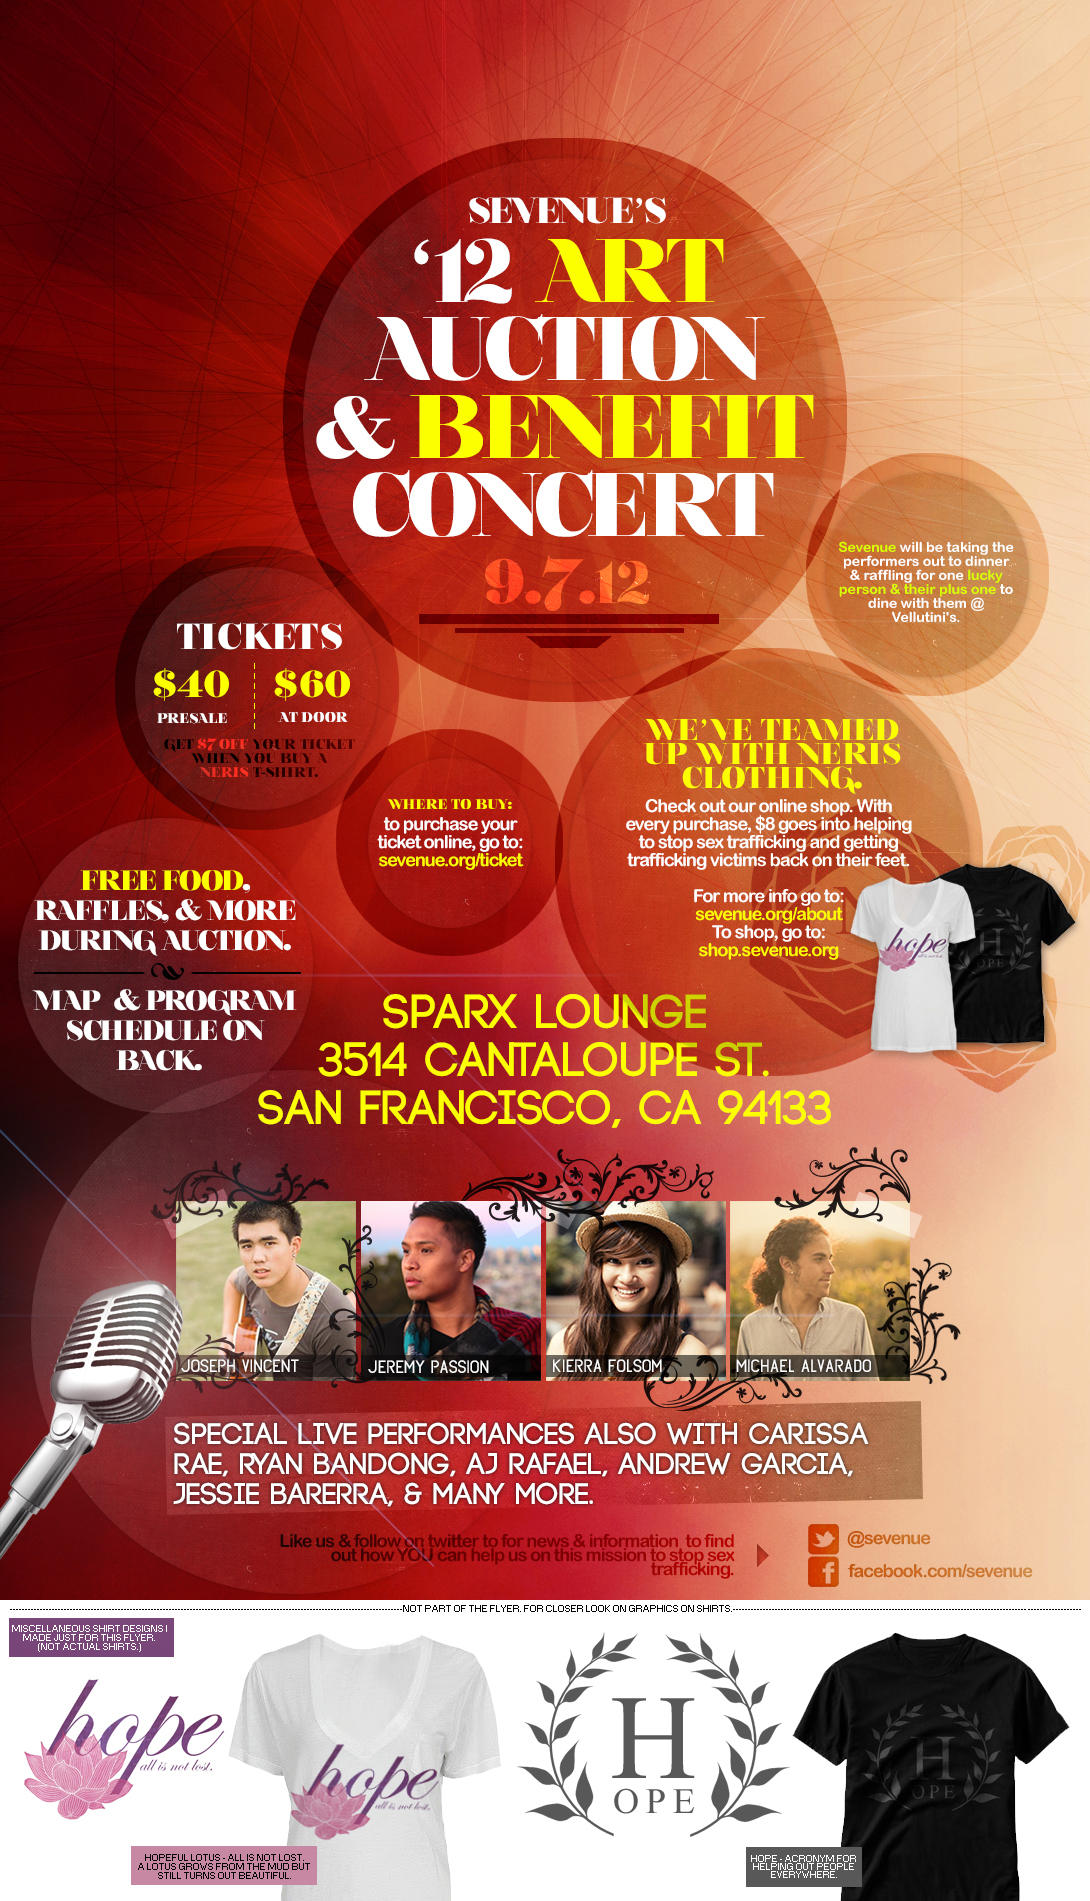 SEVENUE'S
'12 ART
AUCTION
& BENEFIT
CONCERT
9.7.12
Sevenue will be taking the
performers out to dinner
& raffling for one lucky
person & their plus one to
dine with them @
Vellutini's.
TICKETS
$40
PRESALE
$60
AT DOOR
GET $7 OFF YOUR TICKET
WHEN YOU BUY A
NERIS T-SHIRT.
WHERE TO BUY:
to purchase your
ticket online, go to:
sevenue.org/ticket
WE'VE TEAMED
UP WITH NERIS
CLOTHING.
Check out our online shop. With
every purchase, $8 goes into helping
to stop sex trafficking and getting
trafficking victims back on their feet.
For more info go to:
sevenue.org/about
To shop, go to:
shop.sevenue.org
hope
all is not lost.
H
OPE
FREE FOOD,
RAFFLES, & MORE
DURING AUCTION.
MAP & PROGRAM
SCHEDULE ON
BACK.
SPARX LOUNGE
3514 CANTALOUPE ST.
SAN FRANCISCO, CA 94133
JOSEPH VINCENT
JEREMY PASSION
KIERRA FOLSOM
MICHAEL ALVARADO
SPECIAL LIVE PERFORMANCES ALSO WITH CARISSA
RAE, RYAN BANDONG, AJ RAFAEL, ANDREW GARCIA,
JESSIE BARERRA, & MANY MORE.
Like us & follow on twitter to for news & information to find
out how YOU can help us on this mission to stop sex
trafficking.
@sevenue
facebook.com/sevenue
NOT PART OF THE FLYER. FOR CLOSER LOOK ON GRAPHICS ON SHIRTS.
MISCELLANEOUS SHIRT DESIGNS I
MADE JUST FOR THIS FLYER.
(NOT ACTUAL SHIRTS.)
hope
all is not lost.
hope
all is not lost.
H
OPE
H
OPE
HOPEFUL LOTUS - ALL IS NOT LOST.
A LOTUS GROWS FROM THE MUD BUT
STILL TURNS OUT BEAUTIFUL.
HOPE - ACRONYM FOR
HELPING OUT PEOPLE
EVERYWHERE.